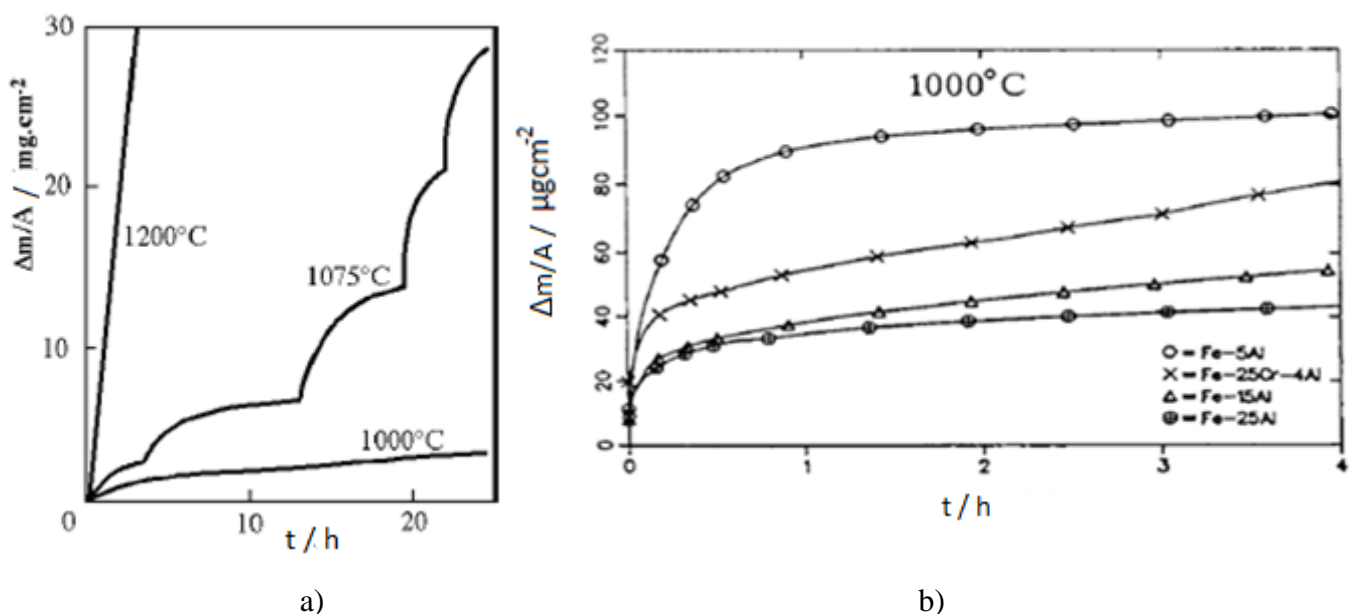 30
20
10
0
10
20
Δm/A / mg.cm-2
1200°C
1075°C
1000°C
t / h
a)
120
100
80
60
40
20
0
0
1
2
3
4
Δm/A / μgcm-2
1000°C
O = Fe-5Al
X = Fe-25Cr-4Al
Δ = Fe-15Al
⊕ = Fe-25Al
t / h
b)